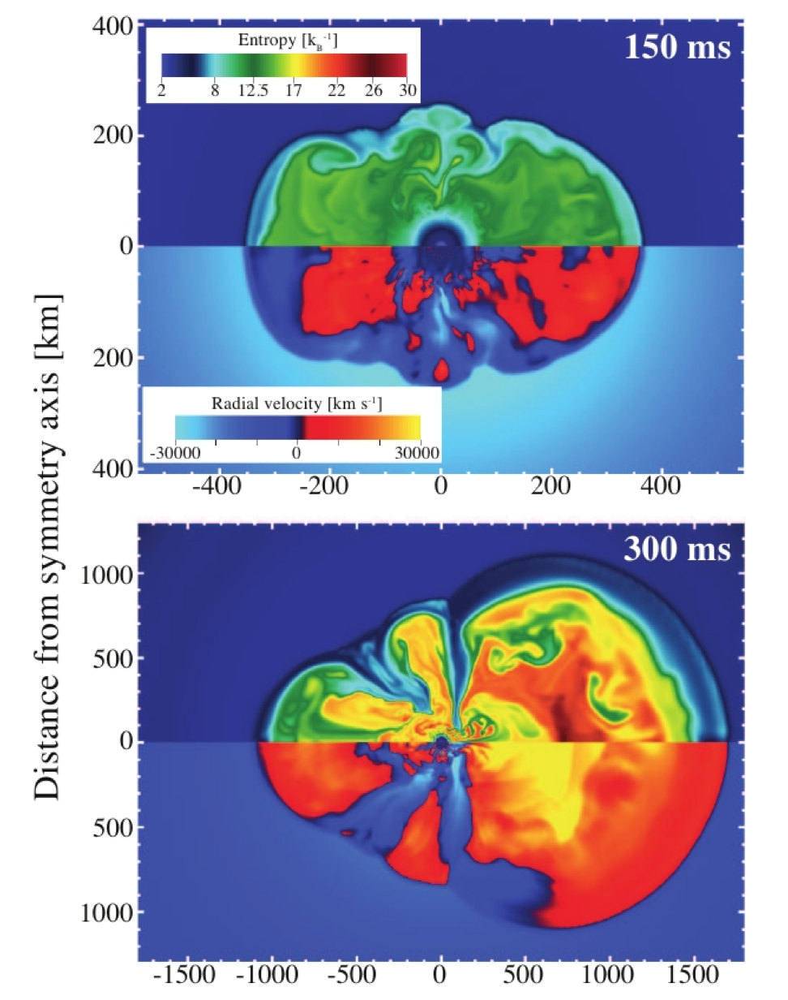 400
Entropy [k_B^-1]
2 8 12.5 17 22 26 30
150 ms
200
0
200
Radial velocity [km s^-1]
-30000 0 30000
400
-400 -200 0 200 400
Distance from symmetry axis [km]
300 ms
1000
500
0
500
1000
-1500 -1000 -500 0 500 1000 1500